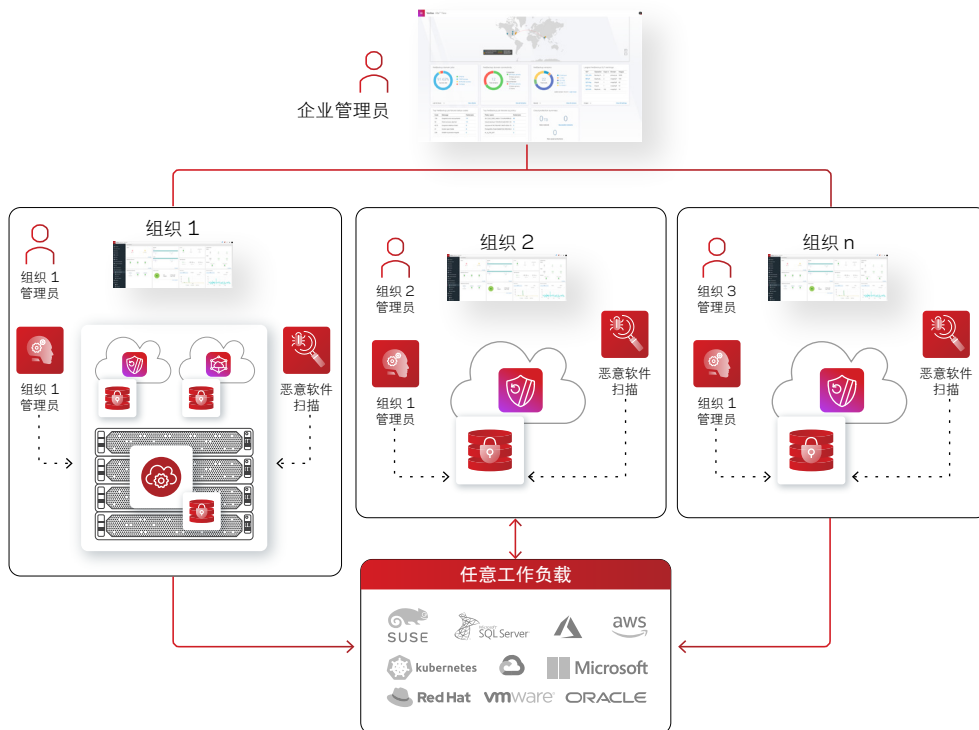 企业管理员
组织 1
组织 1
管理员
组织 1
管理员
恶意软件
扫描
组织 2
组织 2
管理员
组织 1
管理员
恶意软件
扫描
组织 n
组织 3
管理员
组织 1
管理员
恶意软件
扫描
任意工作负载
SUSE
Microsoft
SQL Server
aws
kubernetes
Microsoft
Red Hat
vmware
ORACLE